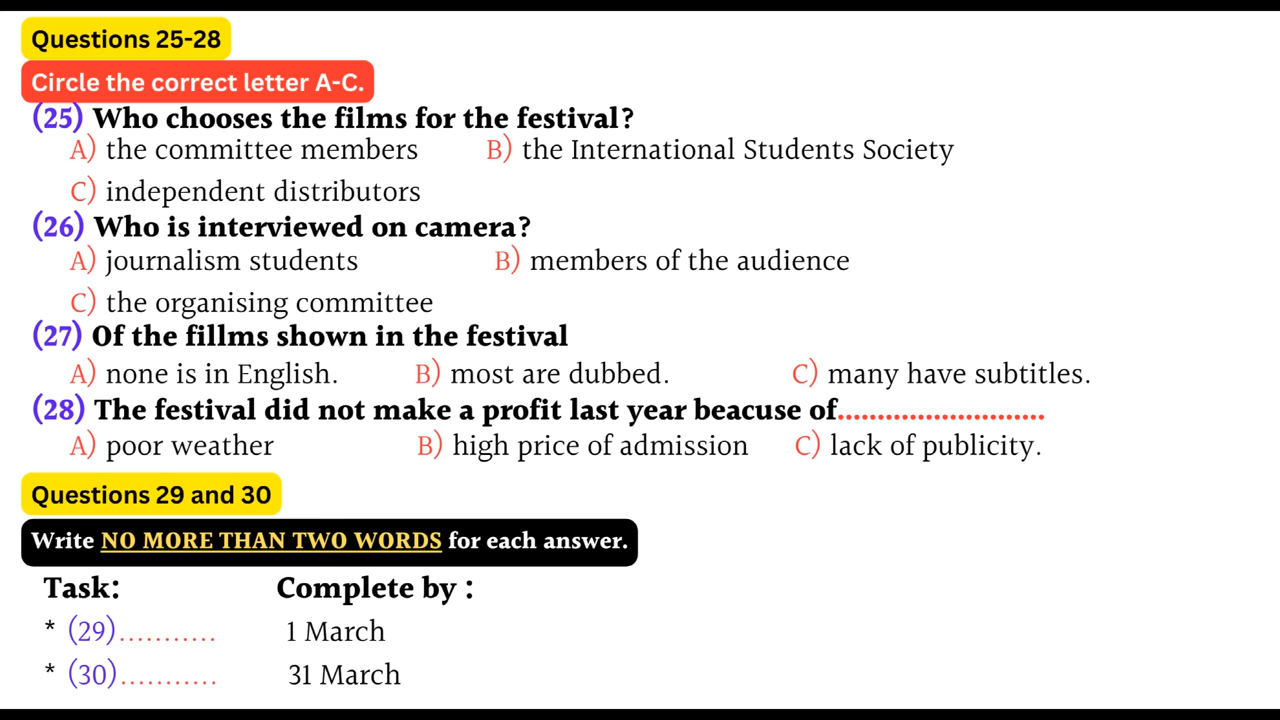 Questions 25-28
Circle the correct letter A-C.
(25) Who chooses the films for the festival?
A) the committee members B) the International Students Society
C) independent distributors
(26) Who is interviewed on camera?
A) journalism students B) members of the audience
C) the organising committee
(27) Of the fillms shown in the festival
A) none is in English. B) most are dubbed. C) many have subtitles.
(28) The festival did not make a profit last year beacuse of..........................
A) poor weather B) high price of admission C) lack of publicity.
Questions 29 and 30
Write NO MORE THAN TWO WORDS for each answer.
Task: Complete by :
* (29)........... 1 March
* (30)........... 31 March